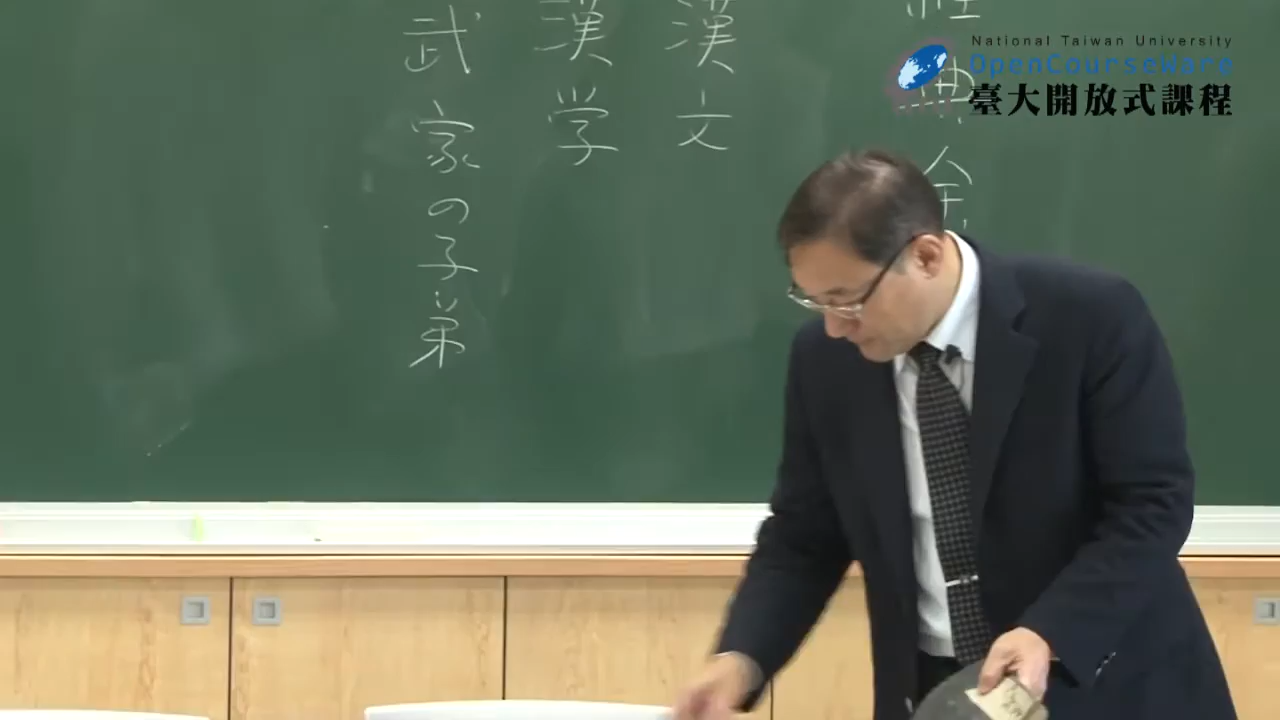 漢文
漢学
武家の子弟
National Taiwan University
OpenCourseWare
臺大開放式課程